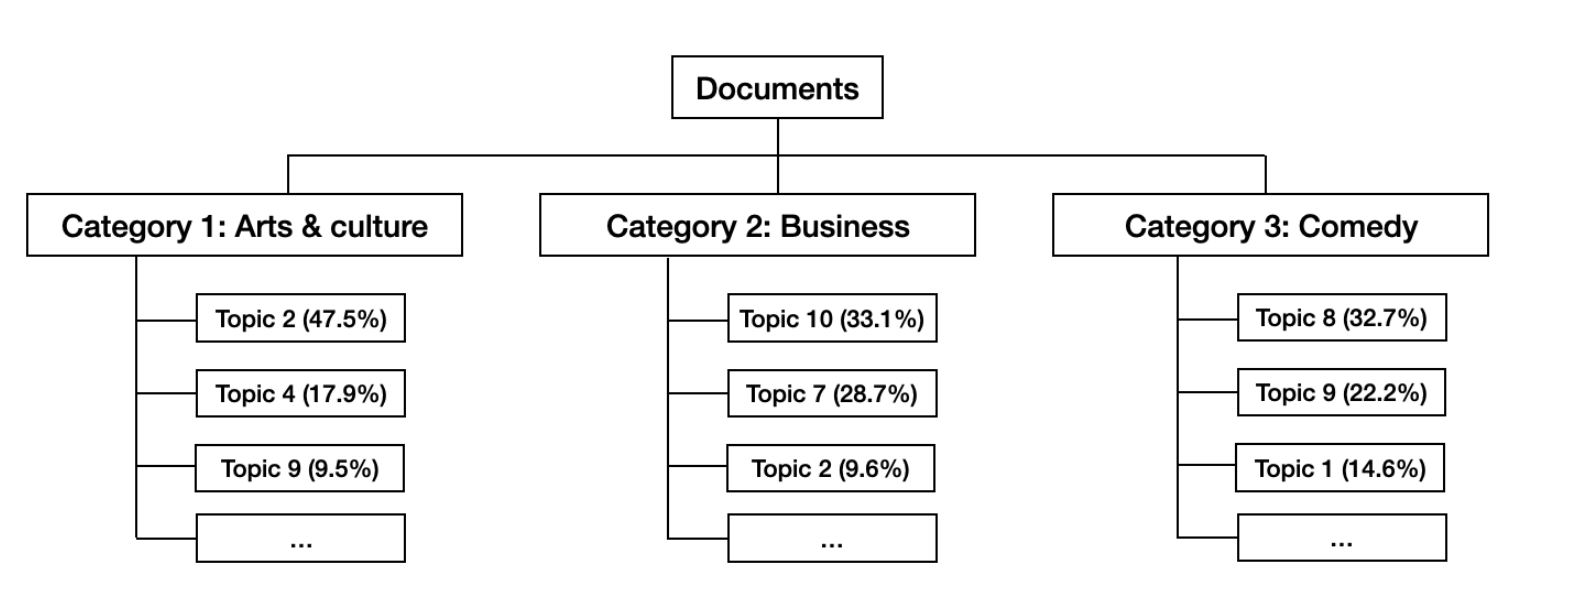 Documents
Category 1: Arts & culture
Topic 2 (47.5%)
Topic 4 (17.9%)
Topic 9 (9.5%)
...
Category 2: Business
Topic 10 (33.1%)
Topic 7 (28.7%)
Topic 2 (9.6%)
...
Category 3: Comedy
Topic 8 (32.7%)
Topic 9 (22.2%)
Topic 1 (14.6%)
...